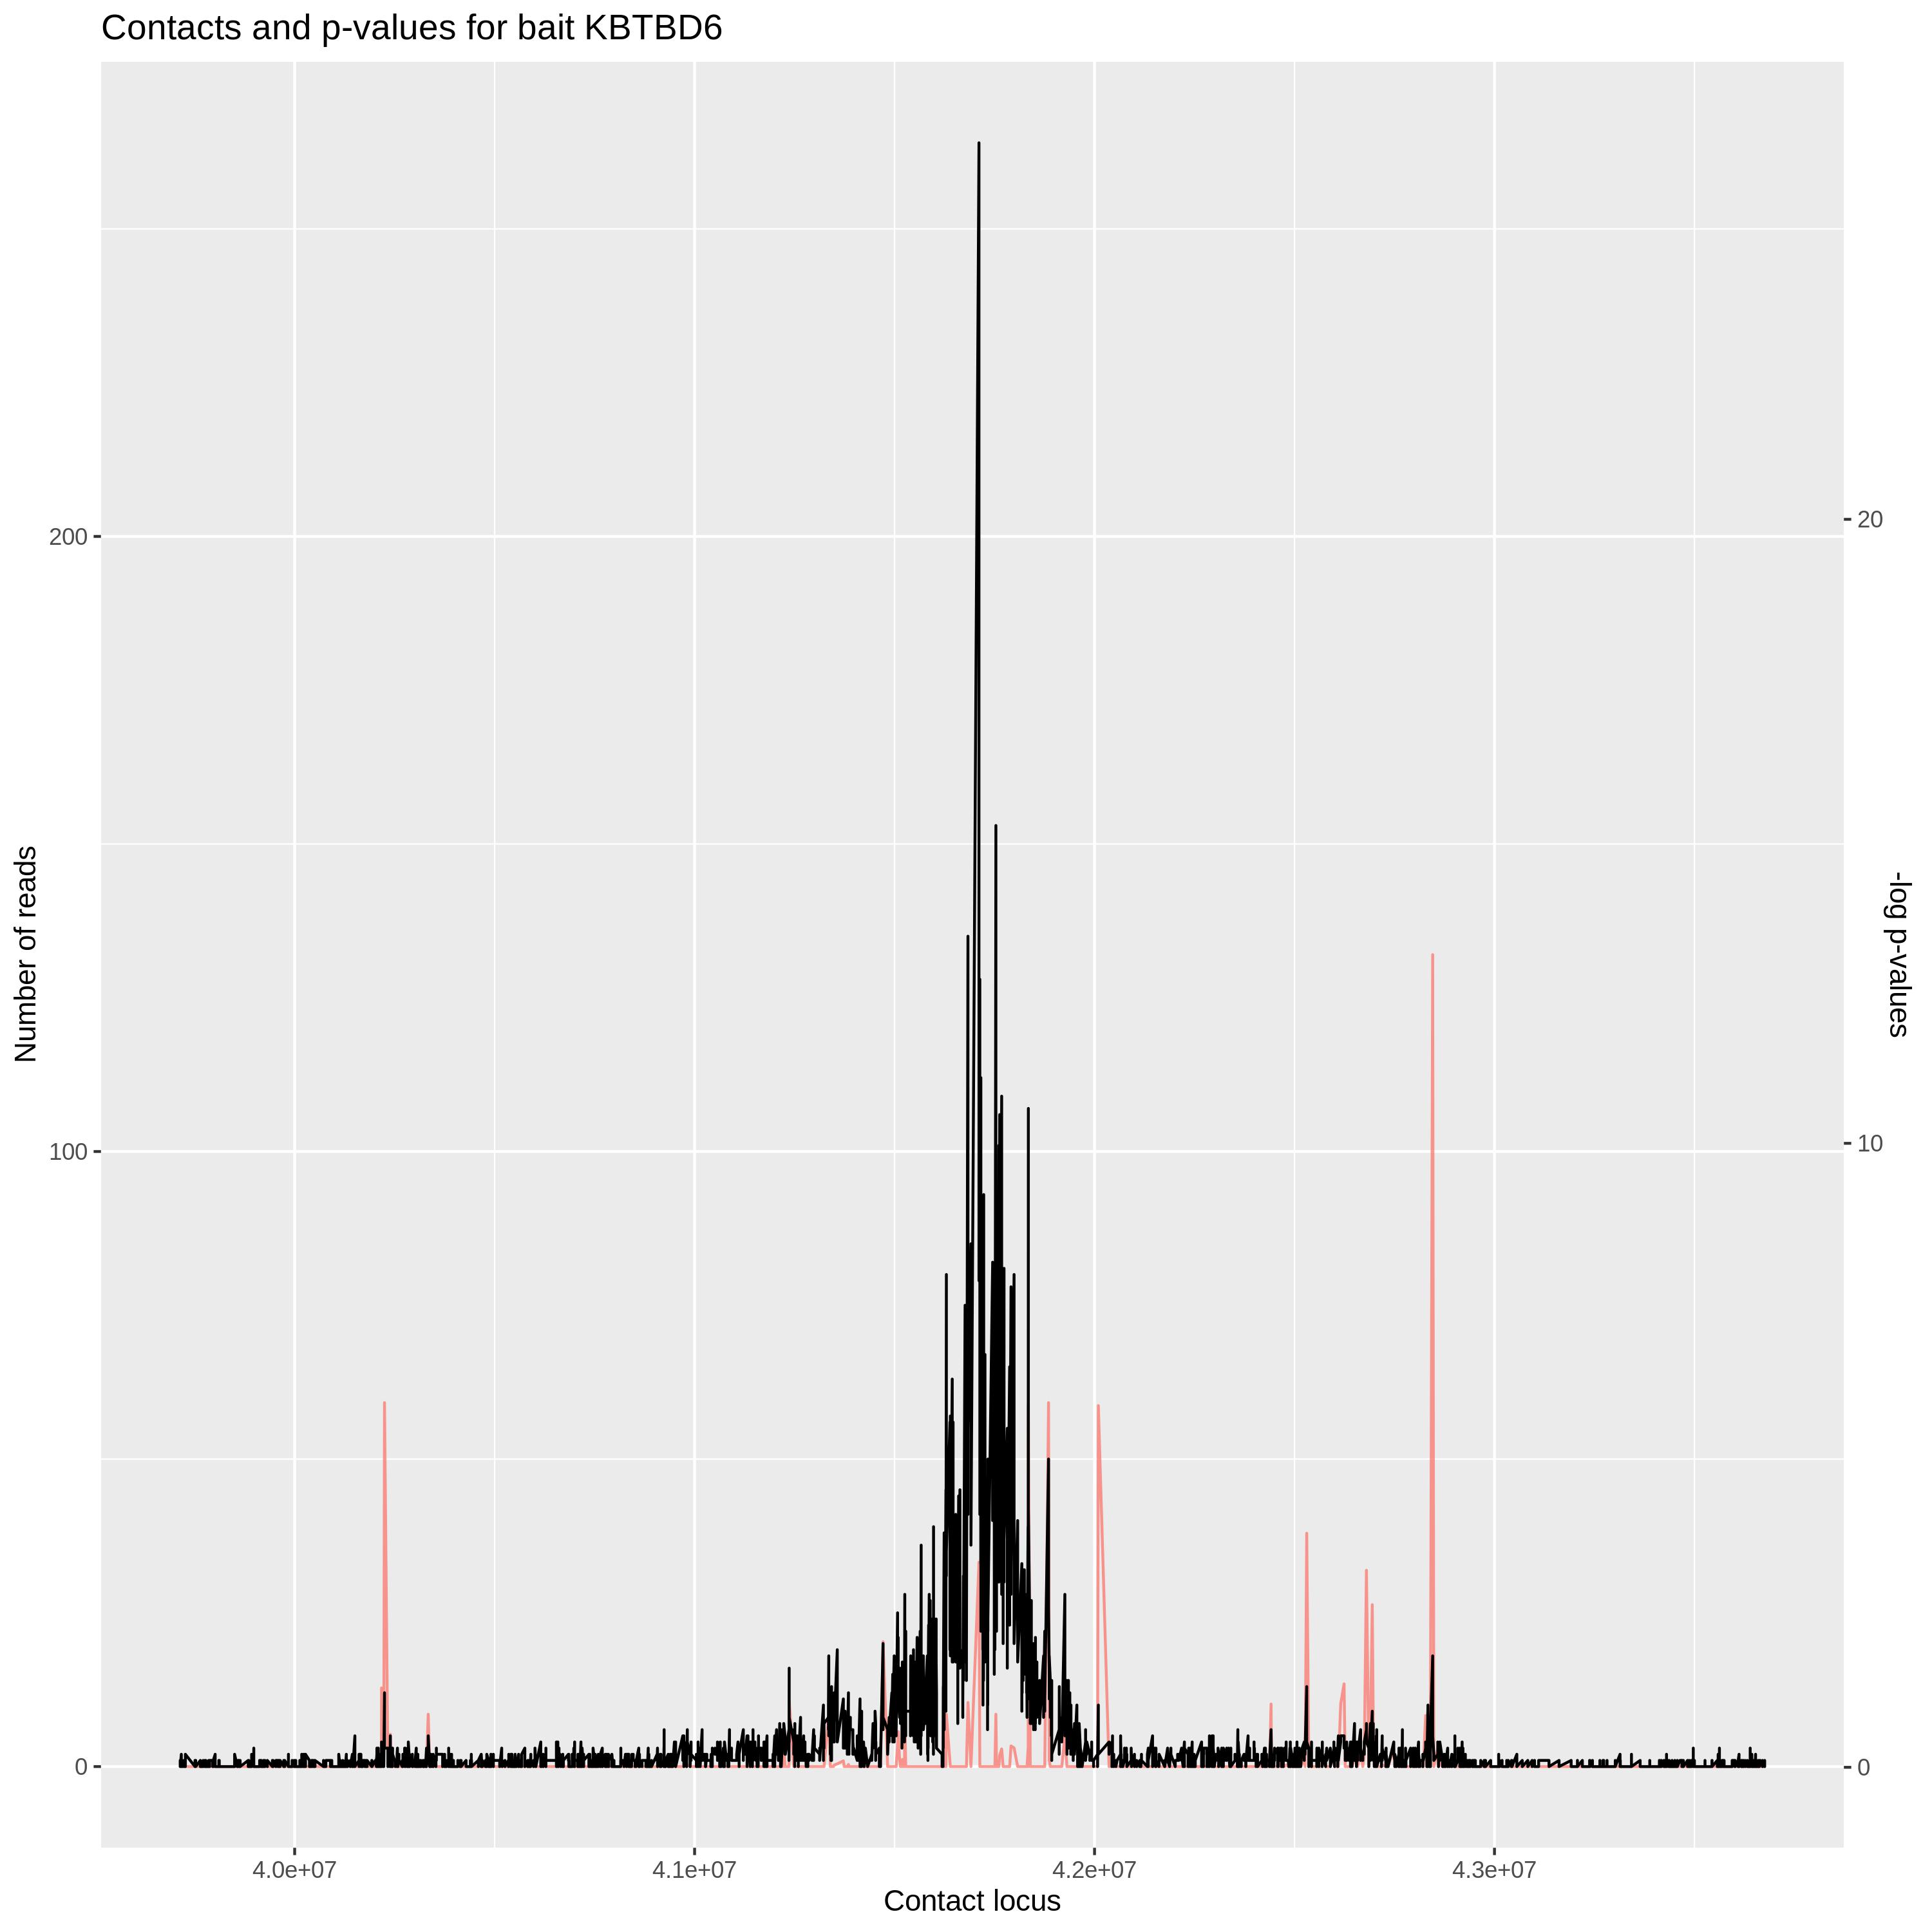 Contacts and p-values for bait KBTBD6
200
100
0
Number of reads
20
10
0
-log p-values
4.0e+07
4.1e+07
4.2e+07
4.3e+07
Contact locus